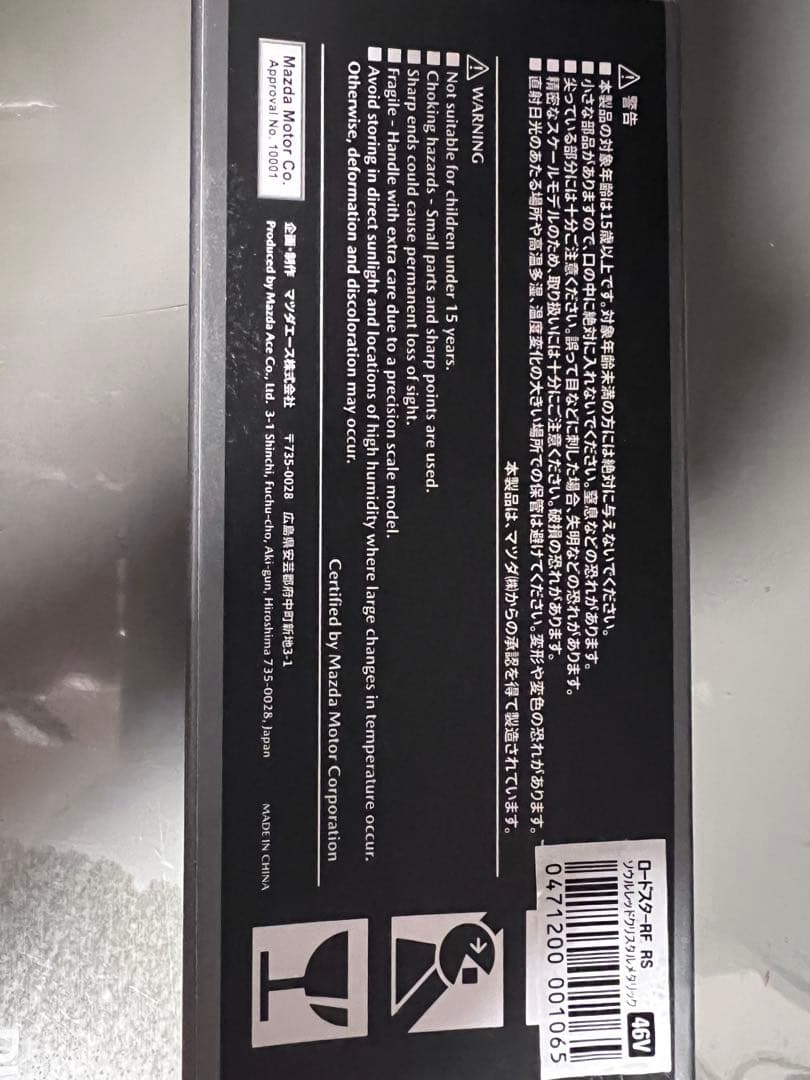 警告
■ 本製品の対象年齢は15歳以上です。対象年齢未満の方には絶対に与えないでください。
■ 小さな部品がありますので、口の中に絶対に入れないでください。窒息などの恐れがあります。
■ 尖っている部分には十分ご注意ください。誤って目などに刺した場合、失明などの恐れがあります。
■ 精密なスケールモデルのため、取り扱いには十分にご注意ください。破損の恐れがあります。
■ 直射日光のあたる場所や高温多湿、温度変化の大きい場所での保管は避けてください。変形や変色の恐れがあります。
本製品は、マツダ㈱からの承認を得て製造されています。
WARNING
■ Not suitable for children under 15 years.
■ Choking hazards - Small parts and sharp points are used.
■ Sharp ends could cause permanent loss of sight.
■ Fragile - Handle with extra care due to a precision scale model.
■ Avoid storing in direct sunlight and locations of high humidity where large changes in temperature occur.
Otherwise, deformation and discoloration may occur.
Certified by Mazda Motor Corporation
Mazda Motor Co.
Approval No. 10001
企画・制作 マツダエース株式会社 〒735-0028 広島県安芸郡府中町新地3-1
Produced by Mazda Ace Co., Ltd. 3-1 Shinchi, Fuchu-cho, Aki-gun, Hiroshima 735-0028, Japan MADE IN CHINA
ロードスターRF RS
ソウルレッドクリスタルメタリック 46V
0471200 001065